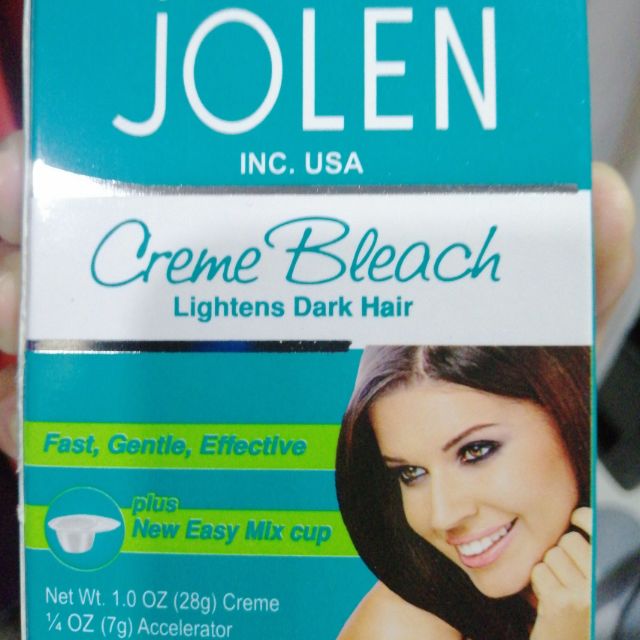 JOLEN
INC. USA
Creme Bleach
Lightens Dark Hair
Fast, Gentle, Effective
plus
New Easy Mix cup
Net Wt. 1.0 OZ (28g) Creme
¼ OZ (7g) Accelerator